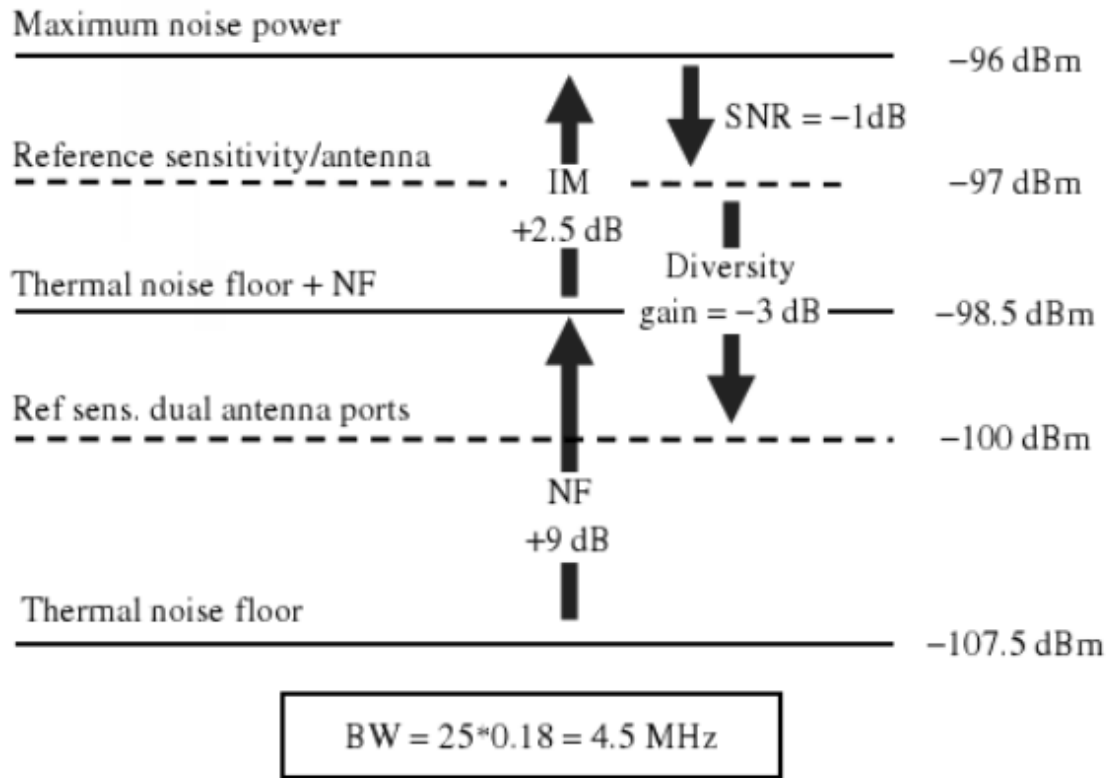 Maximum noise power
−96 dBm
SNR = −1dB
Reference sensitivity/antenna
−97 dBm
IM
+2.5 dB
Diversity
gain = −3 dB
Thermal noise floor + NF
−98.5 dBm
Ref sens. dual antenna ports
−100 dBm
NF
+9 dB
Thermal noise floor
−107.5 dBm
BW = 25*0.18 = 4.5 MHz